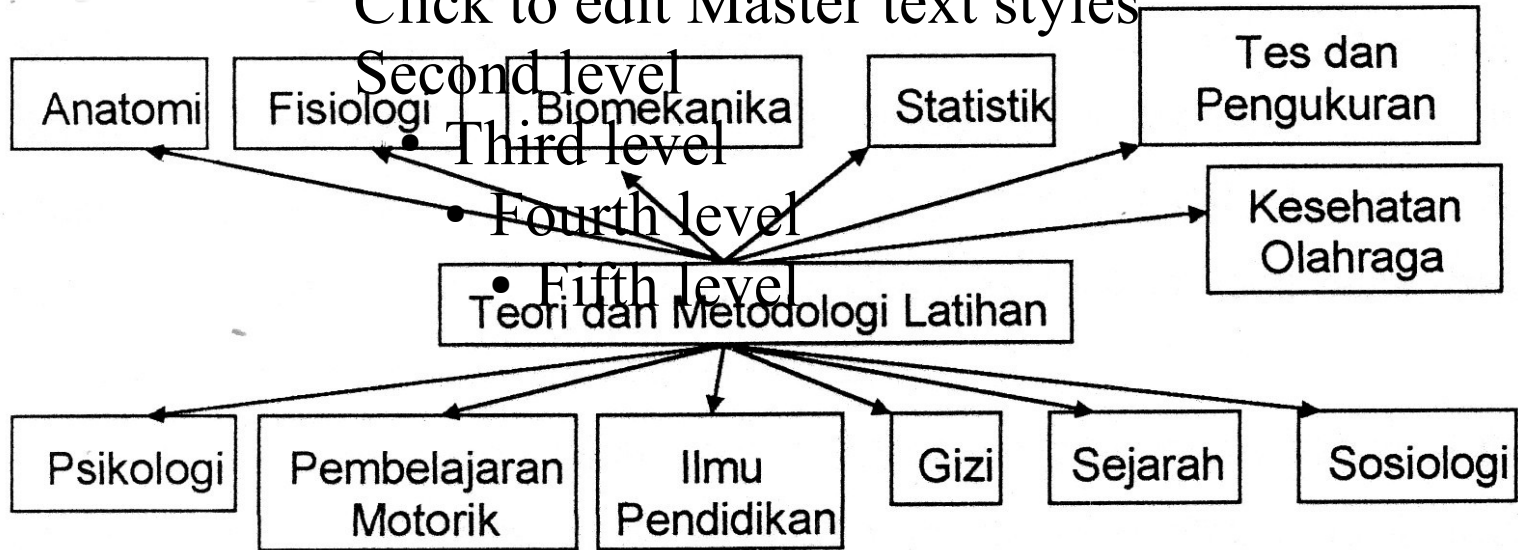 Click to edit Master text styles
Second level
• Third level
• Fourth level
• Fifth level
Anatomi
Fisiologi
Biomekanika
Statistik
Tes dan
Pengukuran
Kesehatan
Olahraga
Teori dan Metodologi Latihan
Psikologi
Pembelajaran
Motorik
Ilmu
Pendidikan
Gizi
Sejarah
Sosiologi